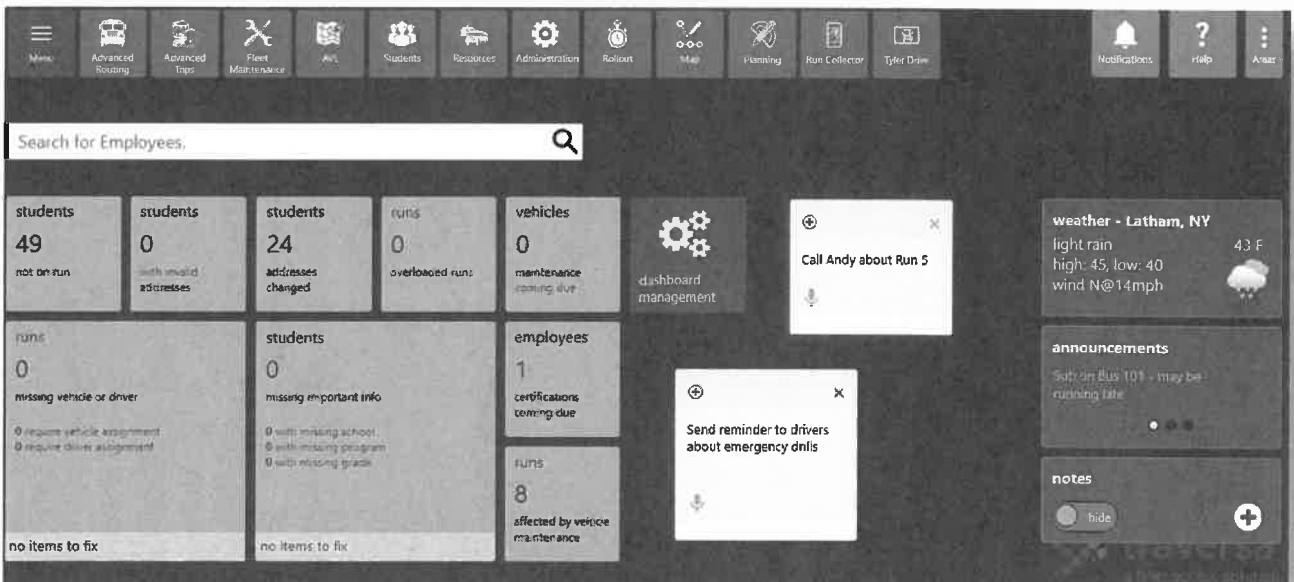 Menu
Advanced
Routing
Advanced
Trips
Fleet
Maintenance
AVL
Students
Resources
Administration
Rollout
Map
Planning
Run Collector
Tyler Drive
Notifications
Help
Areas
Search for Employees.
students
49
not on run
students
0
with invalid
addresses
students
24
addresses
changed
runs
0
overloaded runs
vehicles
0
maintenance
coming due
dashboard
management
Call Andy about Run 5
weather - Latham, NY
light rain
43 F
high: 45, low: 40
wind N@14mph
runs
0
missing vehicle or driver
0 require vehicle assignment
0 require driver assignment
no items to fix
students
0
missing important info
0 with missing school
0 with missing program
0 with missing grade
no items to fix
employees
1
certifications
coming due
runs
8
affected by vehicle
maintenance
Send reminder to drivers
about emergency drills
announcements
Sub on Bus 101 - may be
running late
notes
hide
traversa